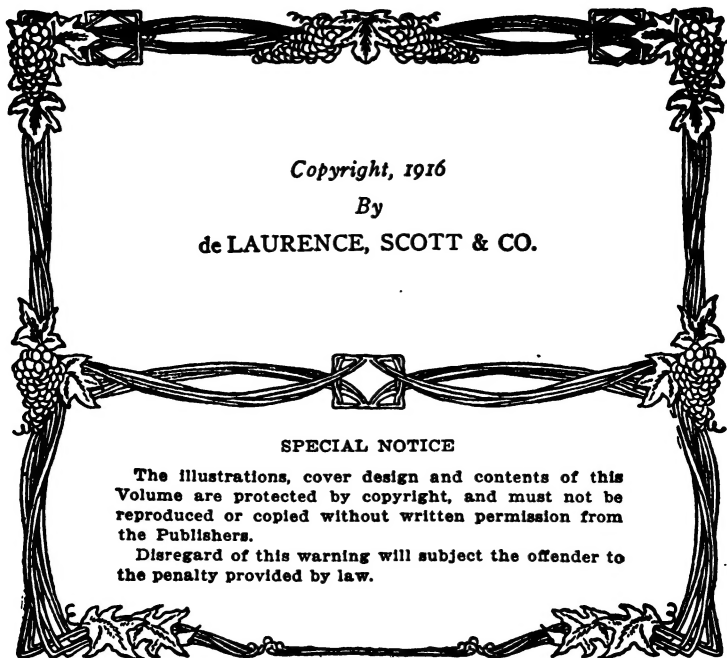 Copyright, 1916
By
de LAURENCE, SCOTT & CO.
SPECIAL NOTICE
The illustrations, cover design and contents of this
Volume are protected by copyright, and must not be
reproduced or copied without written permission from
the Publishers.
Disregard of this warning will subject the offender to
the penalty provided by law.